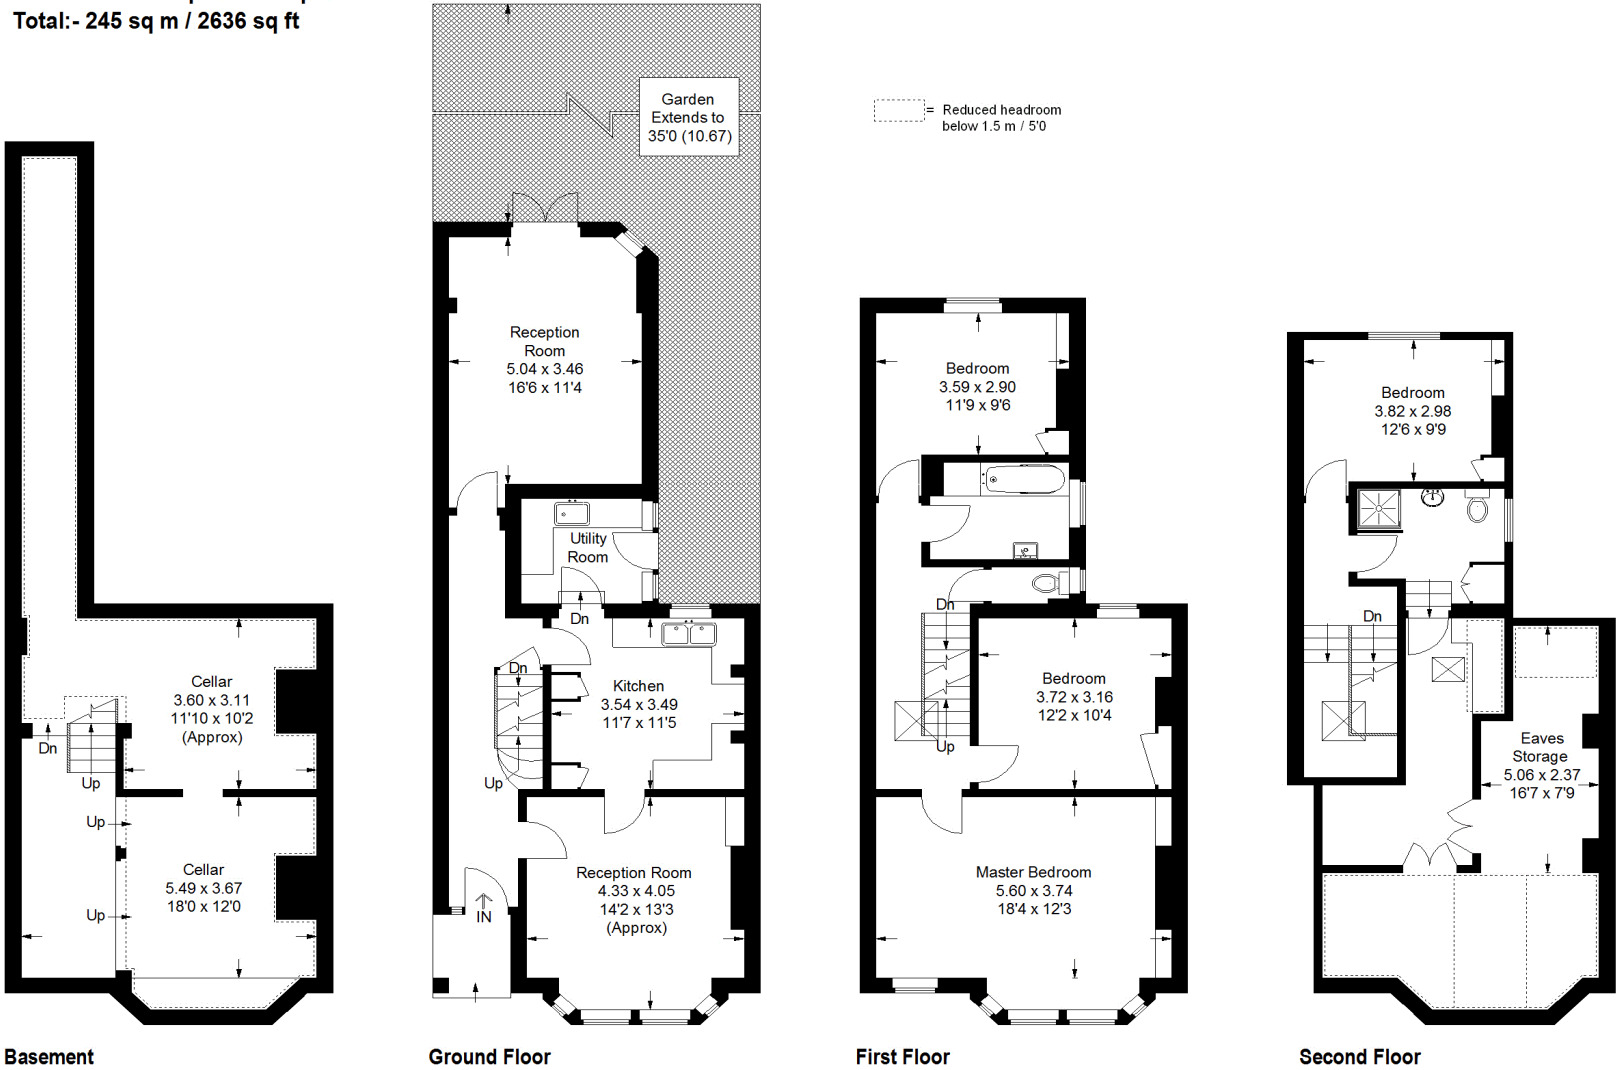 Total:- 245 sq m / 2636 sq ft
Garden
Extends to
35'0 (10.67)
= Reduced headroom
below 1.5 m / 5'0
Reception
Room
5.04 x 3.46
16'6 x 11'4
Utility
Room
Dn
Dn
Kitchen
3.54 x 3.49
11'7 x 11'5
Up
Reception Room
4.33 x 4.05
14'2 x 13'3
(Approx)
IN
Cellar
3.60 x 3.11
11'10 x 10'2
(Approx)
Dn
Up
Up
Cellar
5.49 x 3.67
18'0 x 12'0
Up
Bedroom
3.59 x 2.90
11'9 x 9'6
Dn
Bedroom
3.72 x 3.16
12'2 x 10'4
Up
Master Bedroom
5.60 x 3.74
18'4 x 12'3
Bedroom
3.82 x 2.98
12'6 x 9'9
Dn
Eaves
Storage
5.06 x 2.37
16'7 x 7'9
Basement
Ground Floor
First Floor
Second Floor